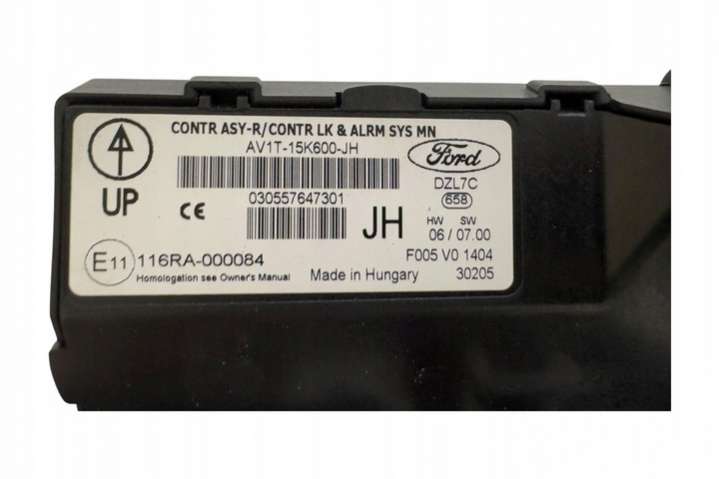 CONTR ASY-R/CONTR LK & ALRM SYS MN
AV1T-15K600-JH
Ford
UP
030557647301
DZL7C
658
CE
JH
HW SW
06 / 07.00
E11 116RA-000084
F005 V0 1404
Homologation see Owner's Manual
Made in Hungary
30205